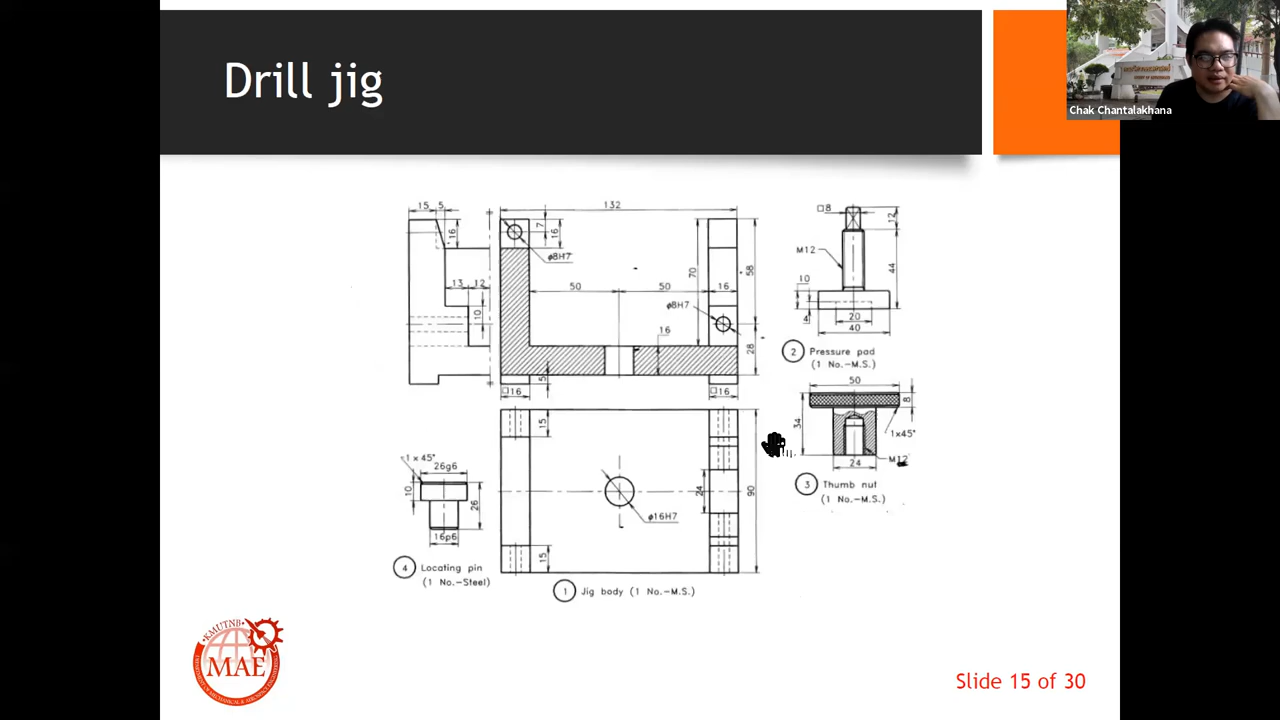 Drill jig
Chak Chantalakhana
15 5
132
□8
12
16
7
16
ø8H7
M12
44
70
58
13 12
50
50
16
10
10
ø8H7
4
20
40
16
28
2 Pressure pad
(1 No.-M.S.)
5
□16
□16
50
8
34
15
1x45°
M12
24
1×45°
26g6
10
26
16p6
24
90
3 Thumb nut
(1 No.-M.S.)
ø16H7
15
4 Locating pin
(1 No.-Steel)
1 Jig body (1 No.-M.S.)
KMUTNB
MAE
Slide 15 of 30